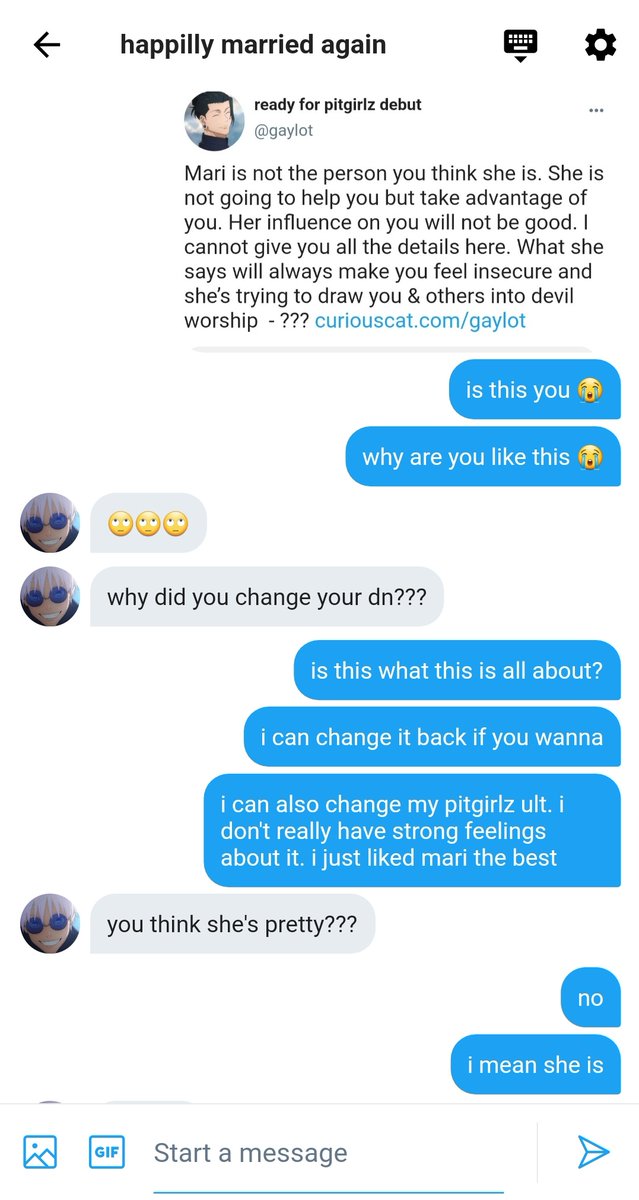 happilly married again
ready for pitgirlz debut
@gaylot
Mari is not the person you think she is. She is
not going to help you but take advantage of
you. Her influence on you will not be good. I
cannot give you all the details here. What she
says will always make you feel insecure and
she’s trying to draw you & others into devil
worship - ??? curiouscat.com/gaylot
is this you 😭
why are you like this 😭
🙄🙄🙄
why did you change your dn???
is this what this is all about?
i can change it back if you wanna
i can also change my pitgirlz ult. i
don't really have strong feelings
about it. i just liked mari the best
you think she's pretty???
no
i mean she is
GIF
Start a message